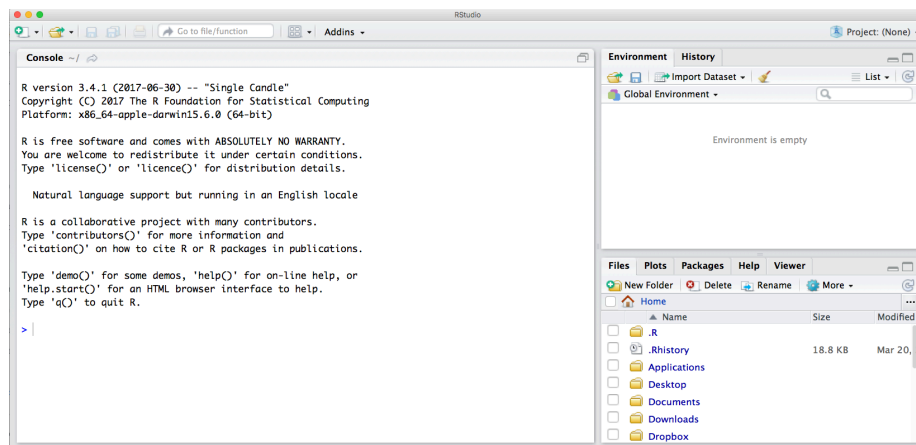 RStudio
Go to file/function
Addins
Project: (None)
Console ~/
R version 3.4.1 (2017-06-30) -- "Single Candle"
Copyright (C) 2017 The R Foundation for Statistical Computing
Platform: x86_64-apple-darwin15.6.0 (64-bit)
R is free software and comes with ABSOLUTELY NO WARRANTY.
You are welcome to redistribute it under certain conditions.
Type 'license()' or 'licence()' for distribution details.
Natural language support but running in an English locale
R is a collaborative project with many contributors.
Type 'contributors()' for more information and
'citation()' on how to cite R or R packages in publications.
Type 'demo()' for some demos, 'help()' for on-line help, or
'help.start()' for an HTML browser interface to help.
Type 'q()' to quit R.
>
Environment History
Import Dataset List
Global Environment
Environment is empty
Files Plots Packages Help Viewer
New Folder Delete Rename More
Home ...
Name Size Modified
.R
.Rhistory 18.8 KB Mar 20,
Applications
Desktop
Documents
Downloads
Dropbox